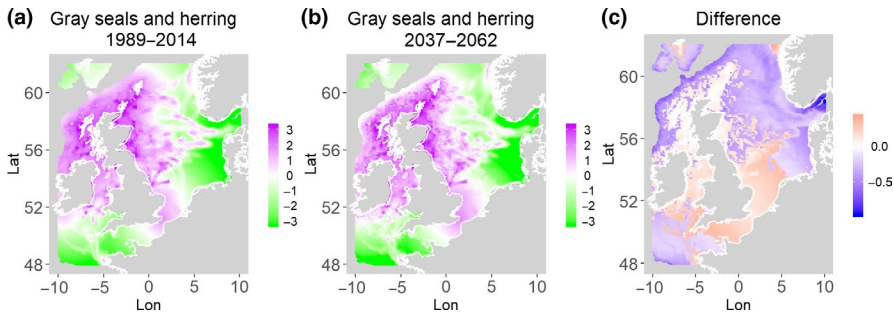 (a) Gray seals and herring
1989–2014
(b) Gray seals and herring
2037–2062
(c) Difference
Lat
60
56
52
48
−10 −5 0 5 10
Lon
3
2
1
0
−1
−2
−3
Lat
60
56
52
48
−10 −5 0 5 10
Lon
3
2
1
0
−1
−2
−3
Lat
60
56
52
48
−10 −5 0 5 10
Lon
0.0
−0.5